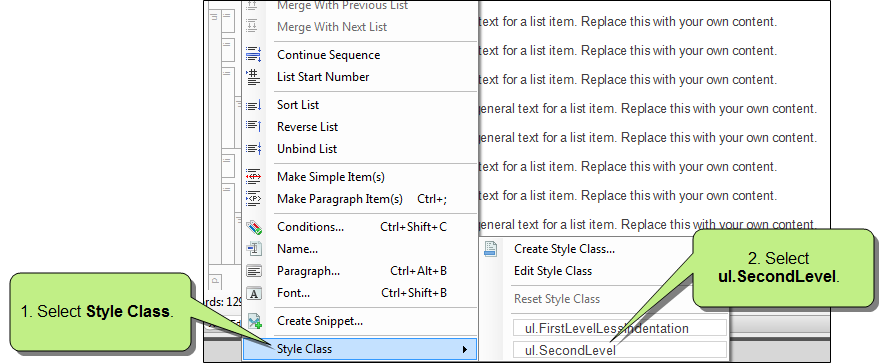 Merge With Previous List
Merge With Next List
Continue Sequence
List Start Number
Sort List
Reverse List
Unbind List
Make Simple Item(s)
Make Paragraph Item(s) Ctrl+;
Conditions... Ctrl+Shift+C
Name...
Paragraph... Ctrl+Alt+B
Font... Ctrl+Shift+B
Create Snippet...
Style Class
text for a list item. Replace this with your own content.
text for a list item. Replace this with your own content.
text for a list item. Replace this with your own content.
general text for a list item. Replace this with your own content.
text for a list item. Replace this with your own content.
text for a list item. Replace this with your own content.
text for a list item. Replace this with your own content.
general text for a list item. Replace this with your own content.
Create Style Class...
Edit Style Class
Reset Style Class
ul.FirstLevelLessIndentation
ul.SecondLevel
rds: 129
1. Select Style Class.
2. Select
ul.SecondLevel.